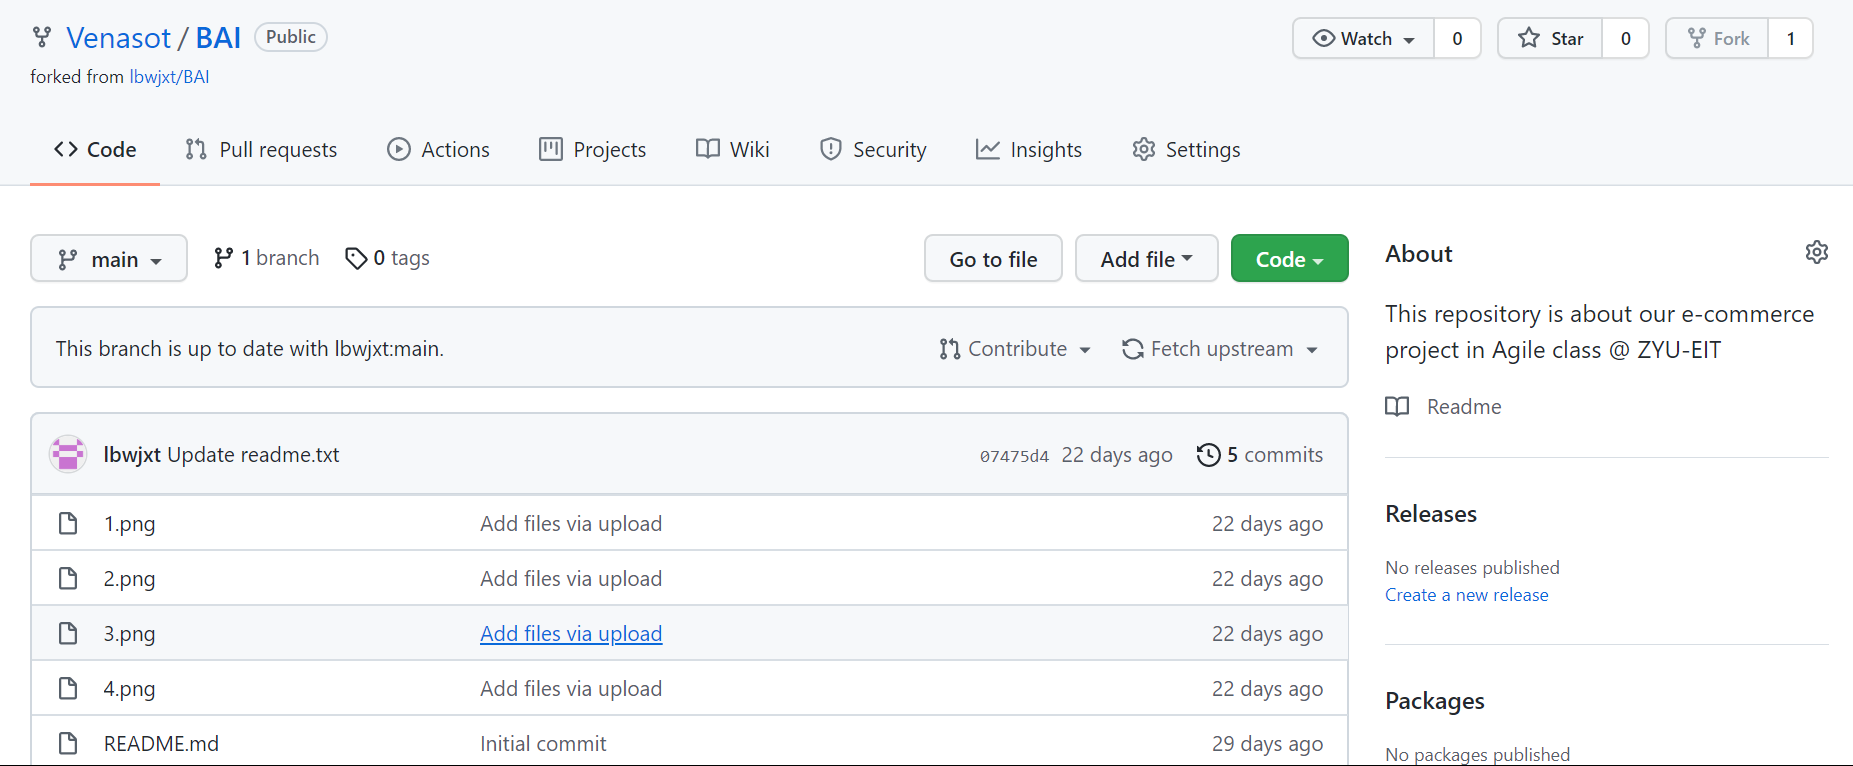 Venasot / BAI Public
Watch 0 Star 0 Fork 1
forked from lbwjxt/BAI
Code Pull requests Actions Projects Wiki Security Insights Settings
main 1 branch 0 tags Go to file Add file Code
This branch is up to date with lbwjxt:main. Contribute Fetch upstream
lbwjxt Update readme.txt 07475d4 22 days ago 5 commits
1.png Add files via upload 22 days ago
2.png Add files via upload 22 days ago
3.png Add files via upload 22 days ago
4.png Add files via upload 22 days ago
README.md Initial commit 29 days ago
About
This repository is about our e-commerce
project in Agile class @ ZYU-EIT
Readme
Releases
No releases published
Create a new release
Packages
No packages published